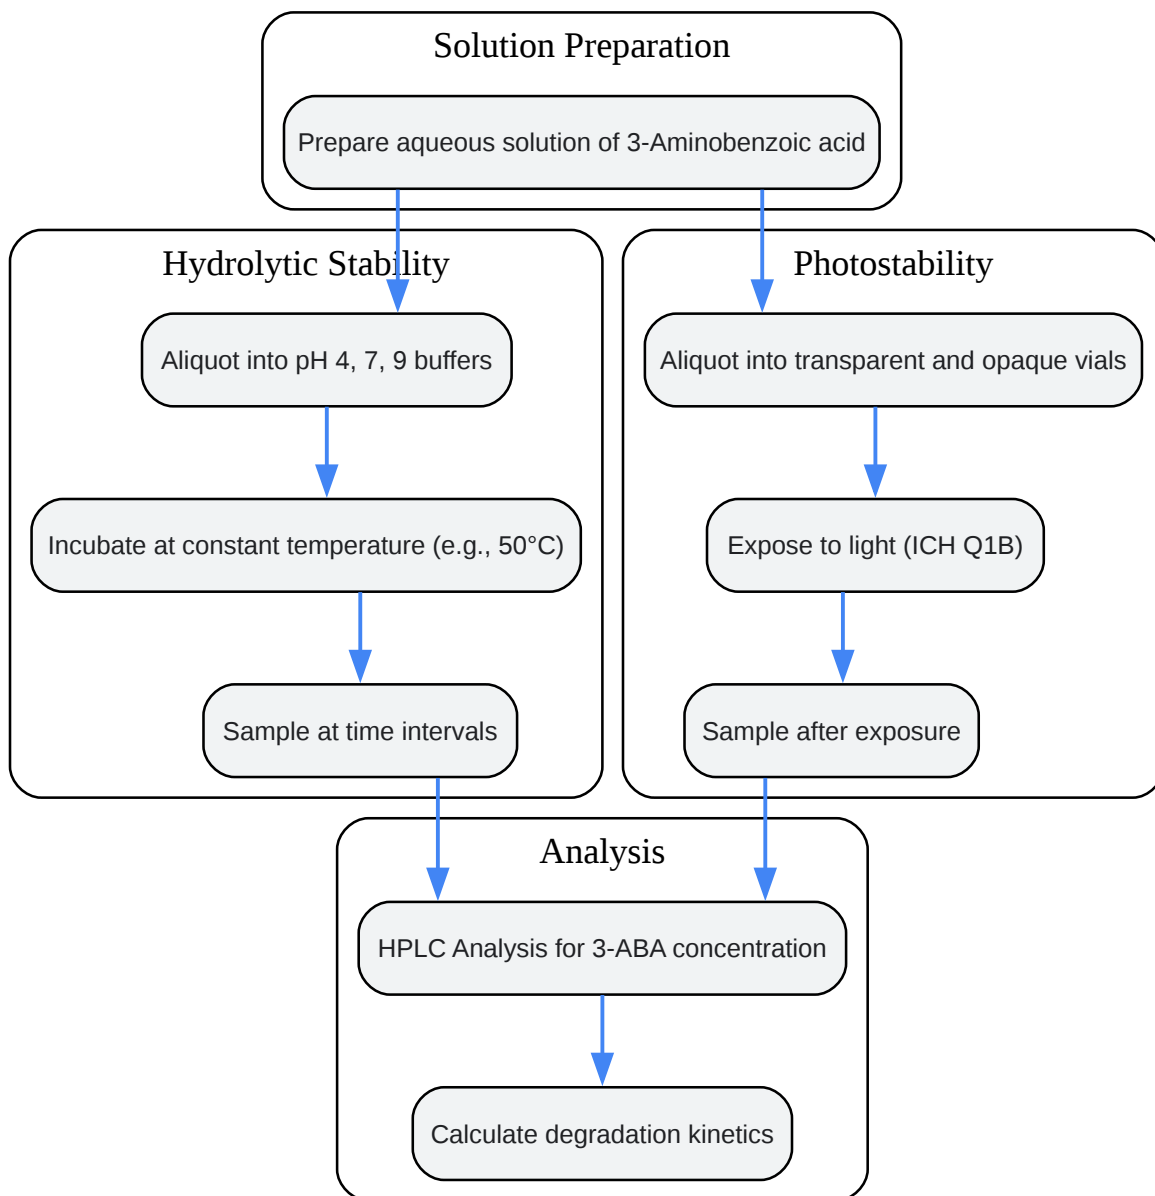 Solution Preparation
Prepare aqueous solution of 3-Aminobenzoic acid
Hydrolytic Stability
Aliquot into pH 4, 7, 9 buffers
Incubate at constant temperature (e.g., 50°C)
Sample at time intervals
Photostability
Aliquot into transparent and opaque vials
Expose to light (ICH Q1B)
Sample after exposure
Analysis
HPLC Analysis for 3-ABA concentration
Calculate degradation kinetics